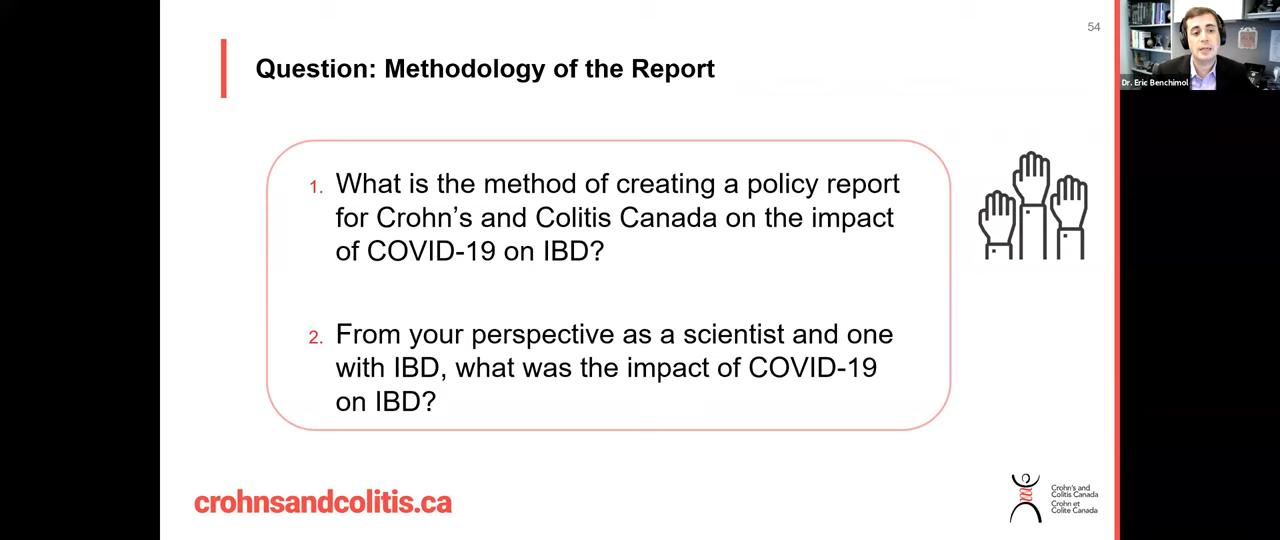 54
Dr. Eric Benchimol
Question: Methodology of the Report
1. What is the method of creating a policy report
for Crohn's and Colitis Canada on the impact
of COVID-19 on IBD?
2. From your perspective as a scientist and one
with IBD, what was the impact of COVID-19
on IBD?
crohnsandcolitis.ca
Crohn's and
Colitis Canada
Crohn et
Colite Canada